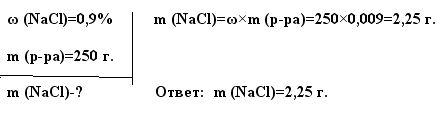 ω (NaCl)=0,9%
m (р-ра)=250 г.
m (NaCl)-?
m (NaCl)=ω×m (р-ра)=250×0,009=2,25 г.
Ответ: m (NaCl)=2,25 г.